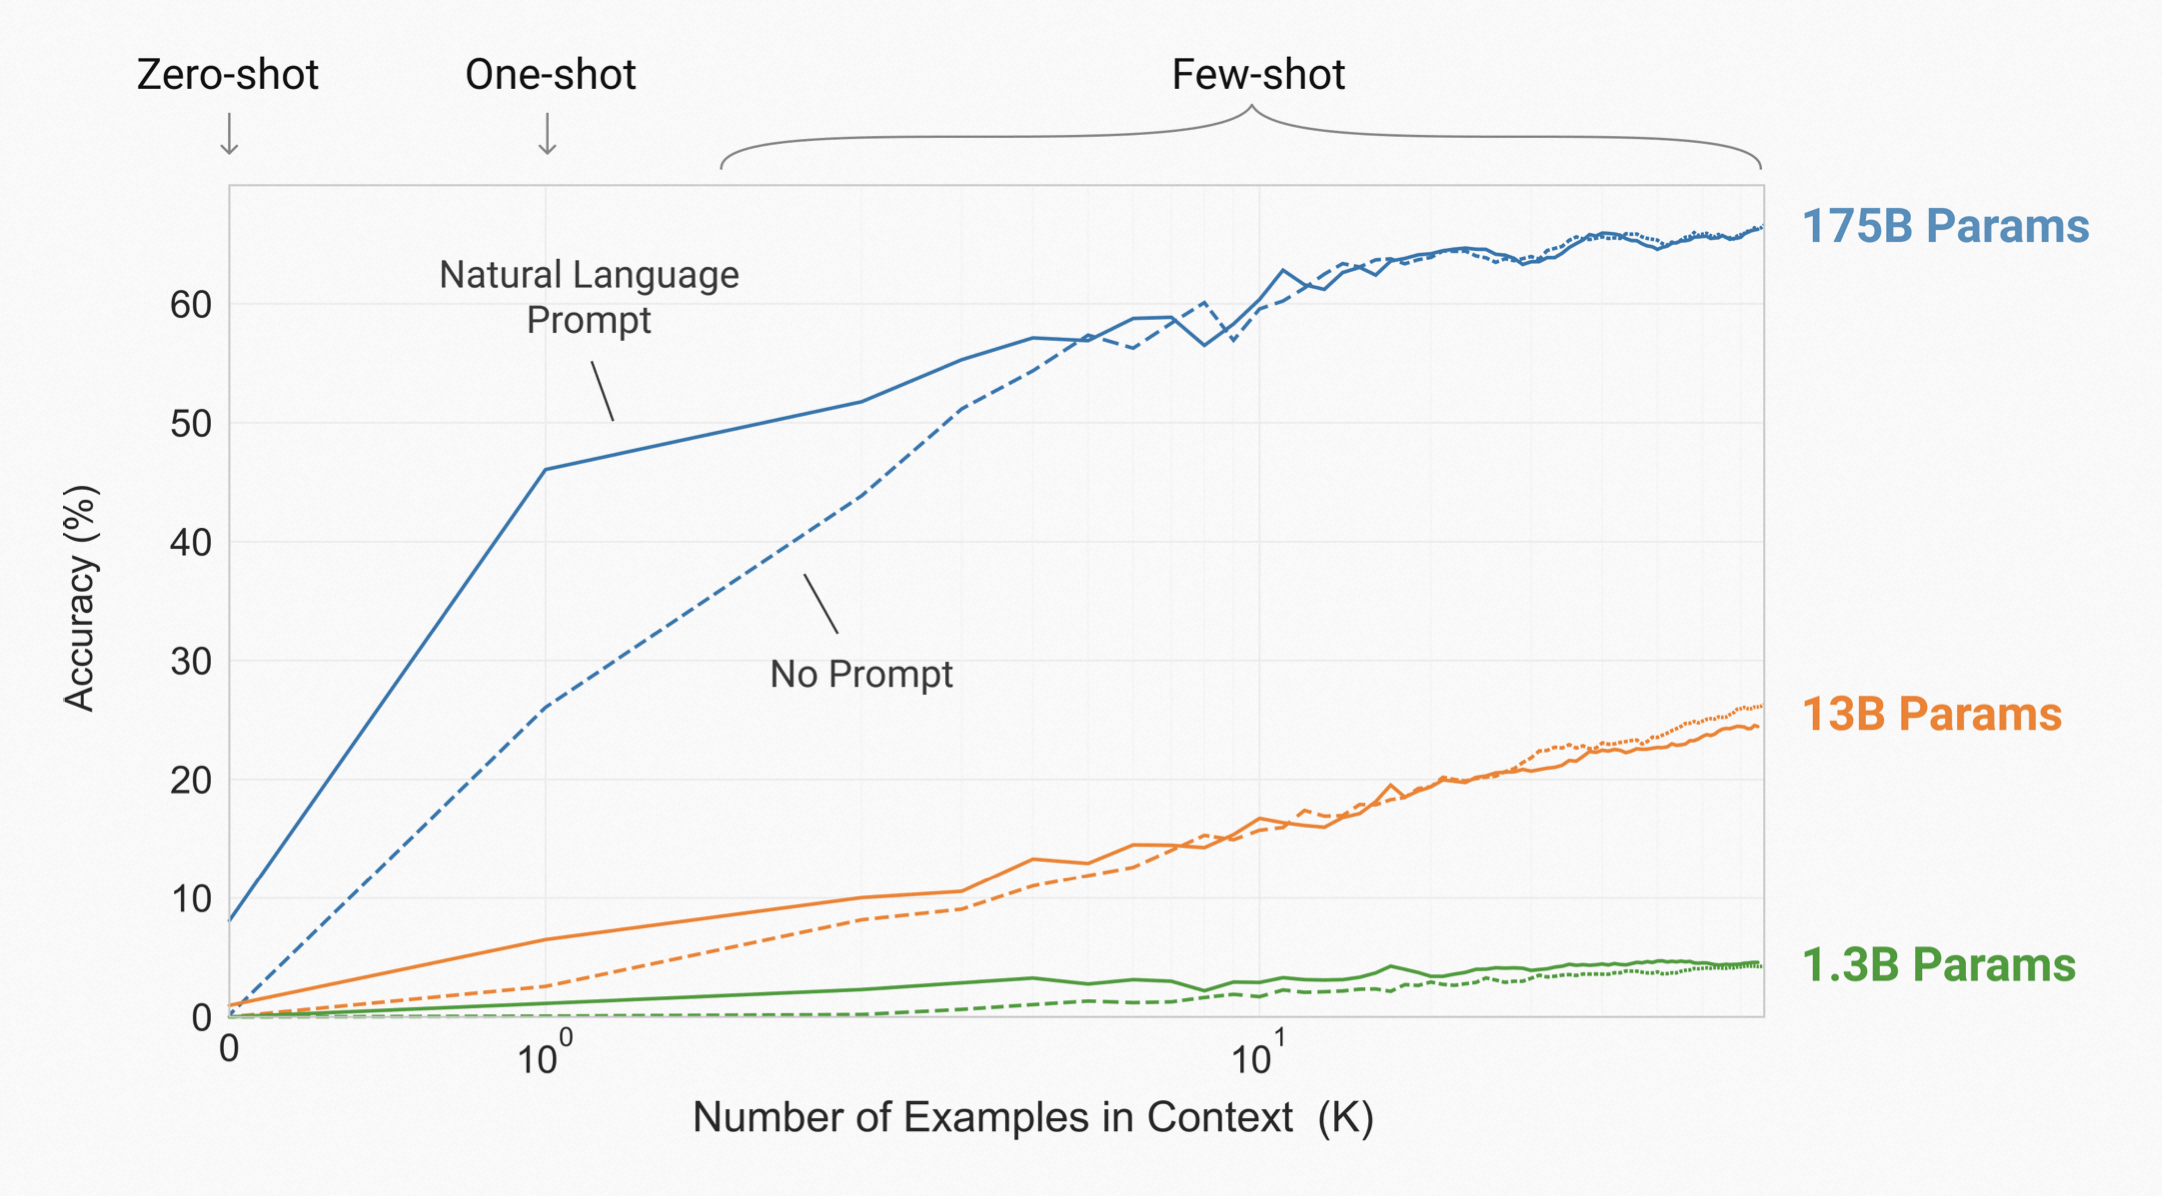 Zero-shot
One-shot
Few-shot
175B Params
Natural Language
Prompt
60
50
40
No Prompt
30
13B Params
20
10
1.3B Params
0
Accuracy (%)
0
10⁰
10¹
Number of Examples in Context (K)